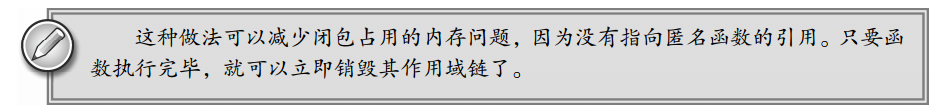 这种做法可以减少闭包占用的内存问题，因为没有指向匿名函数的引用。只要函
数执行完毕，就可以立即销毁其作用域链了。